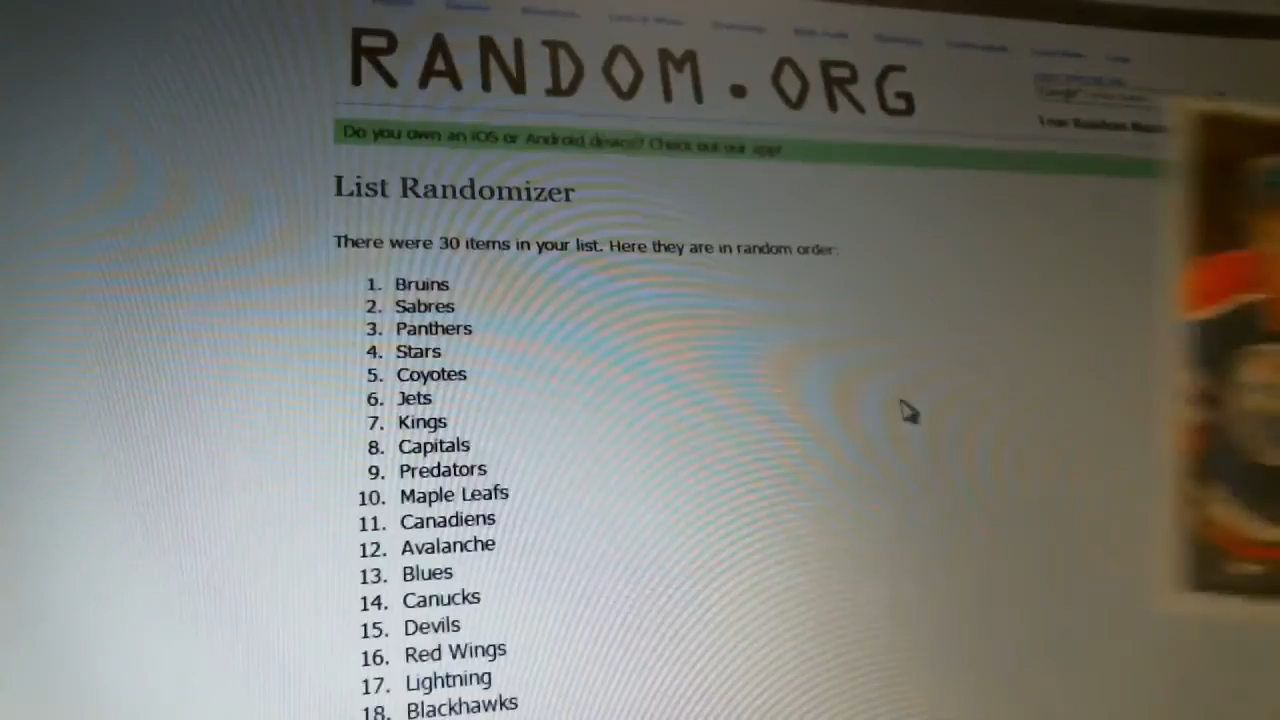 RANDOM.ORG
Do you own an iOS or Android device? Check out our app!
List Randomizer
There were 30 items in your list. Here they are in random order:
1. Bruins
2. Sabres
3. Panthers
4. Stars
5. Coyotes
6. Jets
7. Kings
8. Capitals
9. Predators
10. Maple Leafs
11. Canadiens
12. Avalanche
13. Blues
14. Canucks
15. Devils
16. Red Wings
17. Lightning
18. Blackhawks